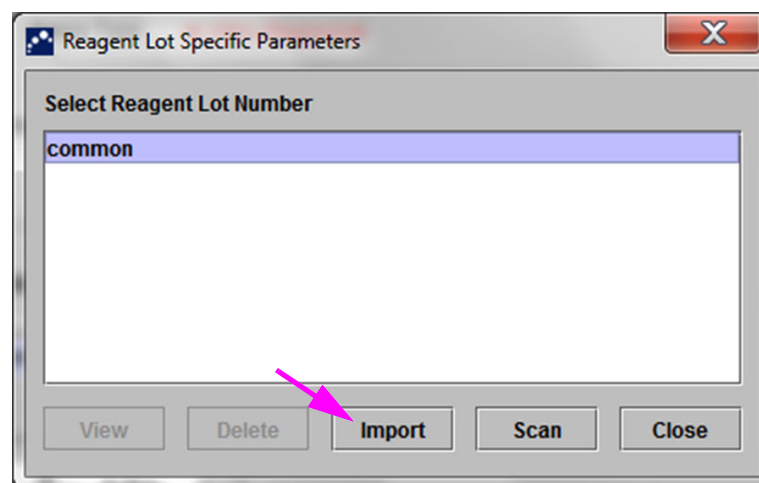 Reagent Lot Specific Parameters
Select Reagent Lot Number
common
View Delete Import Scan Close